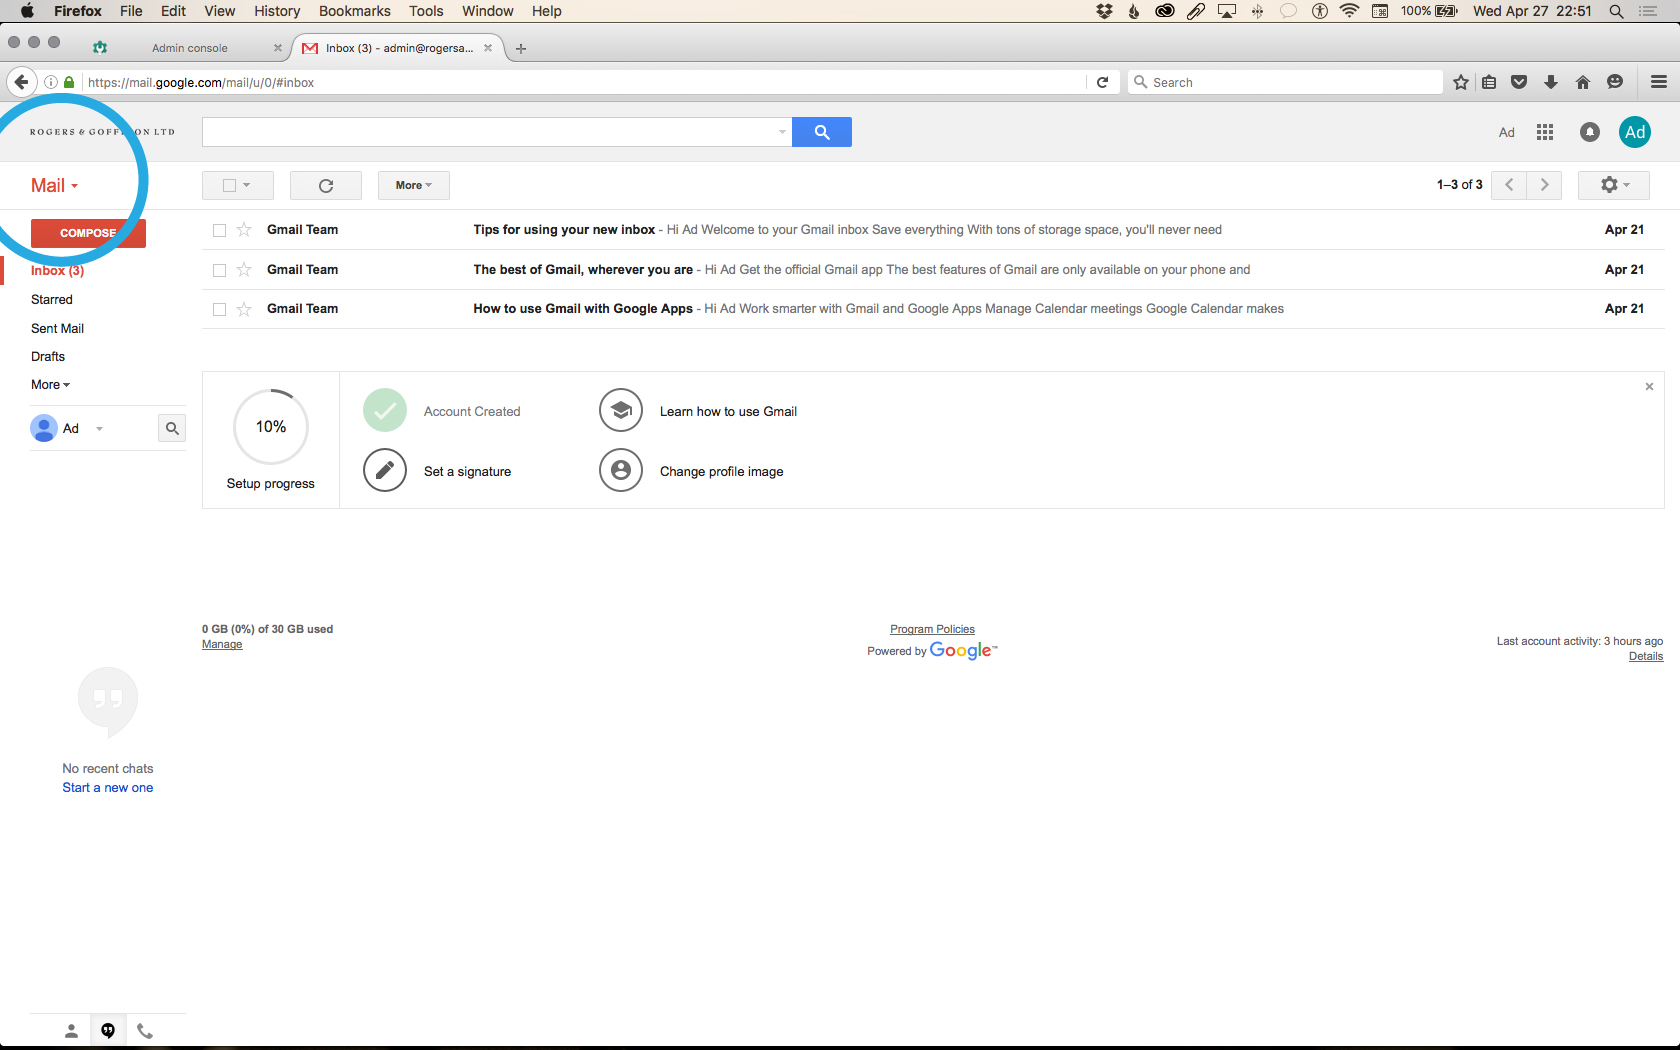 Firefox File Edit View History Bookmarks Tools Window Help 100% Wed Apr 27 22:51
Admin console Inbox (3) - admin@rogersa...
https://mail.google.com/mail/u/0/#inbox Search
ROGERS & GOFF ON LTD Ad Ad
Mail More 1–3 of 3
COMPOSE
Gmail Team Tips for using your new inbox - Hi Ad Welcome to your Gmail inbox Save everything With tons of storage space, you'll never need Apr 21
Inbox (3) Gmail Team The best of Gmail, wherever you are - Hi Ad Get the official Gmail app The best features of Gmail are only available on your phone and Apr 21
Starred
Gmail Team How to use Gmail with Google Apps - Hi Ad Work smarter with Gmail and Google Apps Manage Calendar meetings Google Calendar makes Apr 21
Sent Mail
Drafts
More
Ad
10%
Setup progress
Account Created Learn how to use Gmail
Set a signature Change profile image
0 GB (0%) of 30 GB used
Manage
Program Policies
Powered by Google™
Last account activity: 3 hours ago
Details
No recent chats
Start a new one